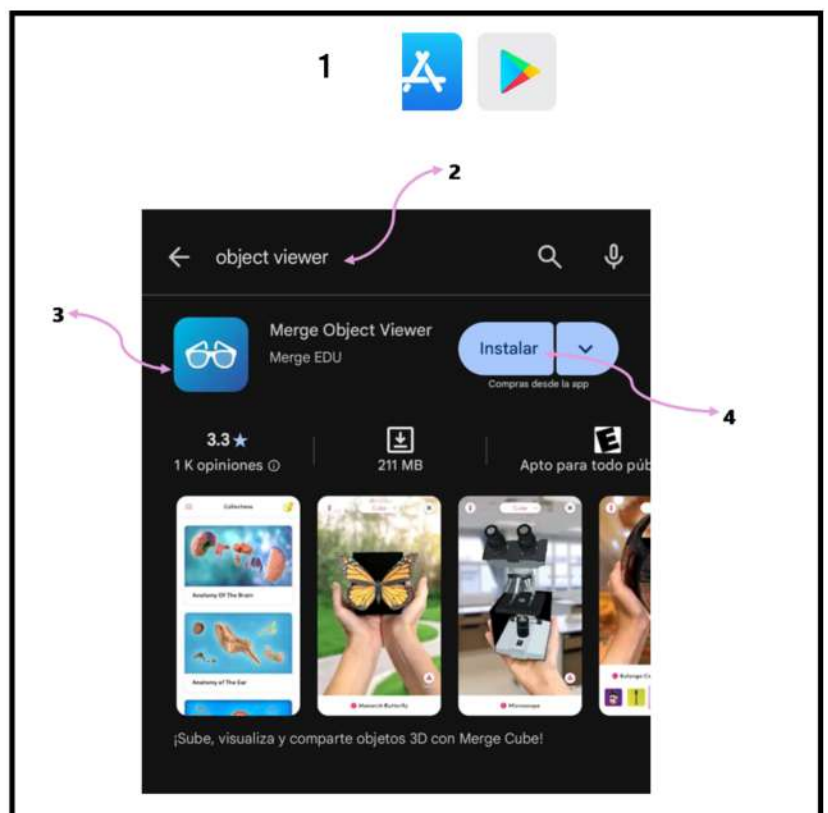 1
2
object viewer
3
Merge Object Viewer
Merge EDU
Instalar
Compras desde la app
4
3.3★
1 K opiniones
211 MB
E
Apto para todo púb
Collections
Anatomy Of The Brain
Anatomy of The Ear
Cube
Monarch Butterfly
Cube
Microscope
¡Sube, visualiza y comparte objetos 3D con Merge Cube!